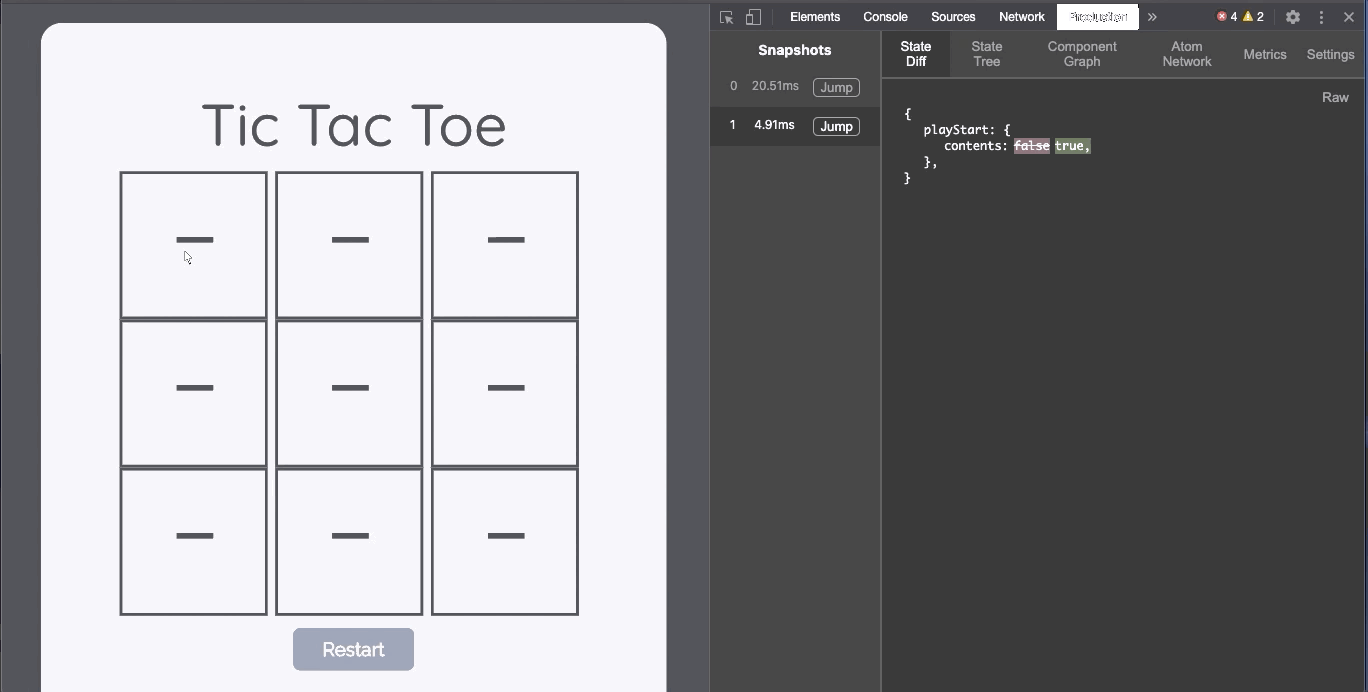 Tic Tac Toe
Restart
Elements Console Sources Network Production » 4 2
Snapshots
0 20.51ms Jump
1 4.91ms Jump
State Diff
State Tree
Component Graph
Atom Network
Metrics
Settings
Raw
{
playStart: {
contents: false true,
},
}